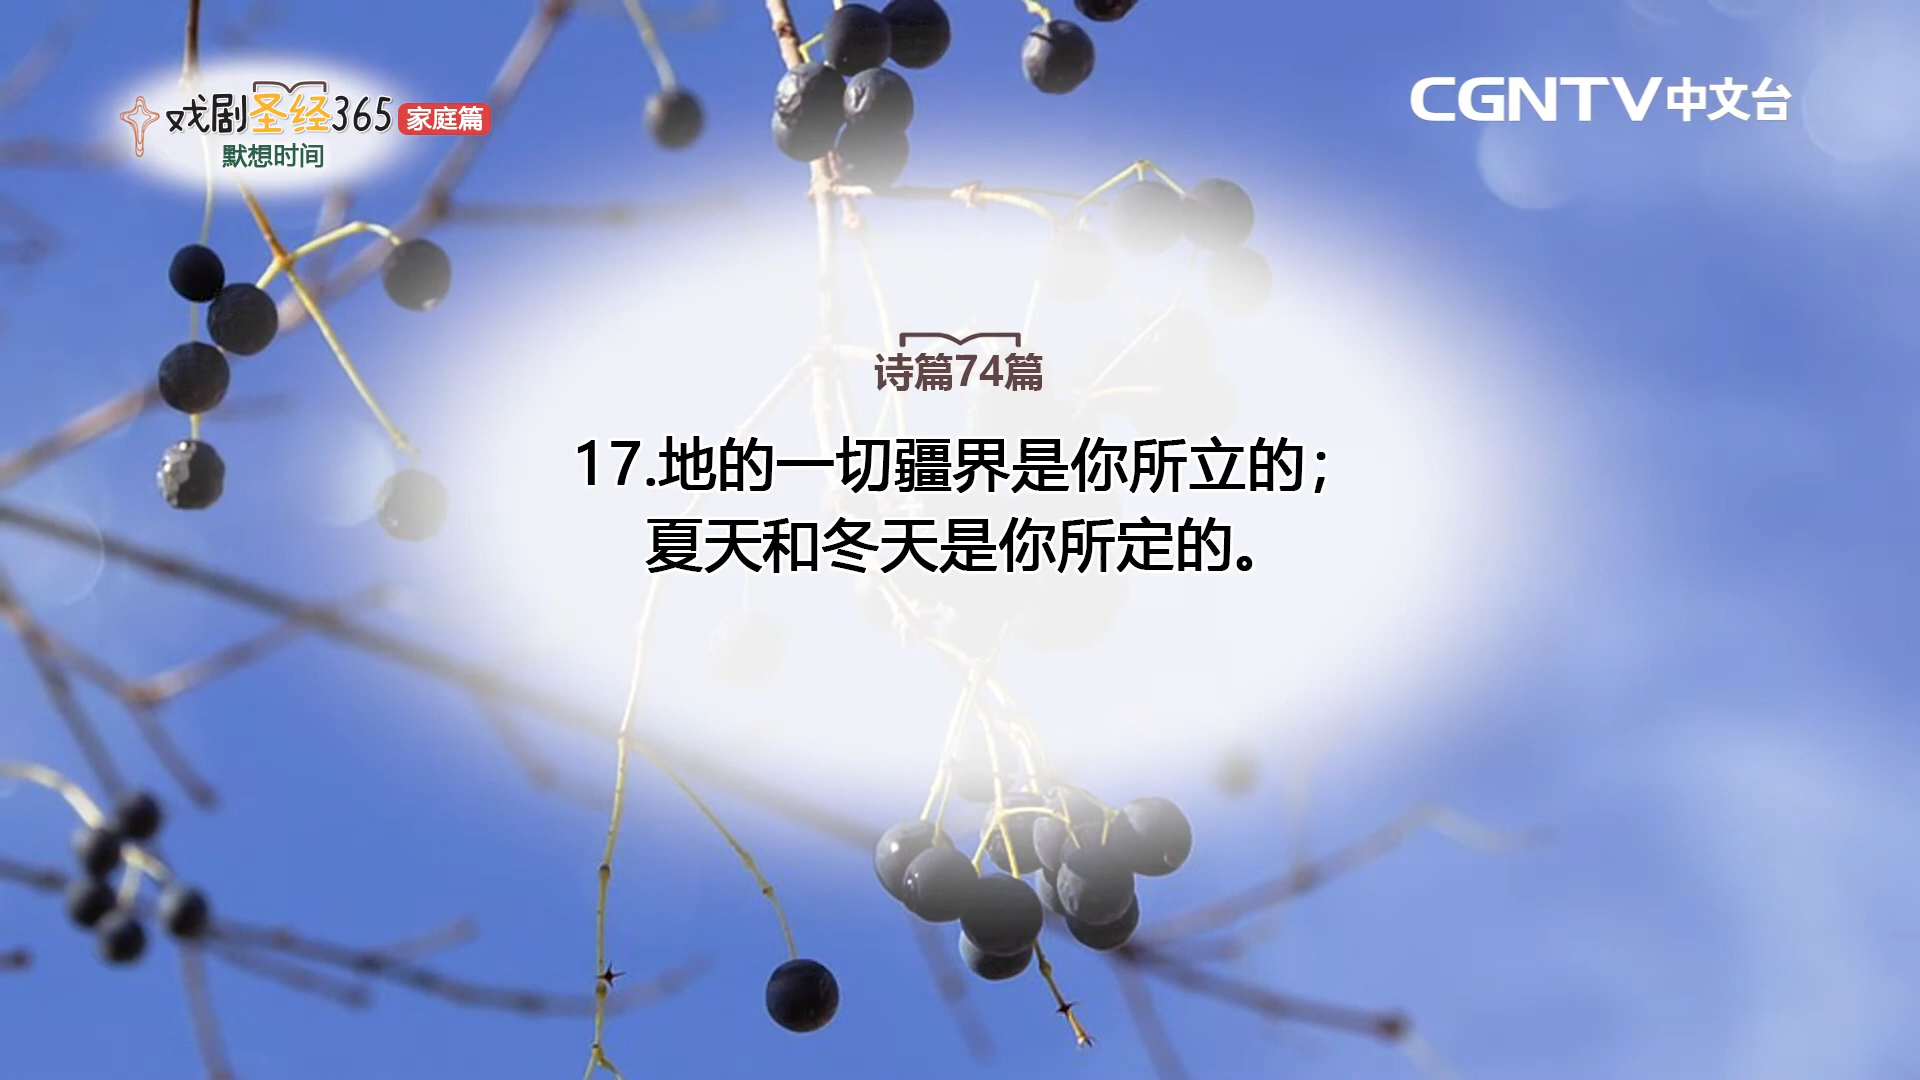 戏剧圣经365 家庭篇
默想时间
CGNTV中文台
诗篇74篇
17.地的一切疆界是你所立的；
夏天和冬天是你所定的。